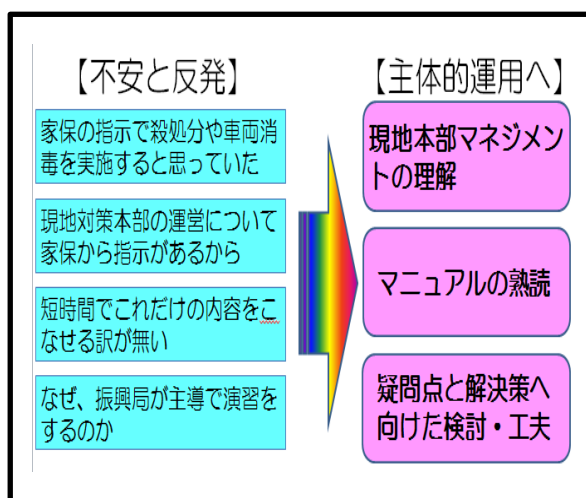 【不安と反発】
家保の指示で殺処分や車両消
毒を実施すると思っていた
現地対策本部の運営について
家保から指示があるから
短時間でこれだけの内容をこ
なせる訳が無い
なぜ、振興局が主導で演習を
するのか
【主体的運用へ】
現地本部マネジメン
トの理解
マニュアルの熟読
疑問点と解決策へ
向けた検討・工夫